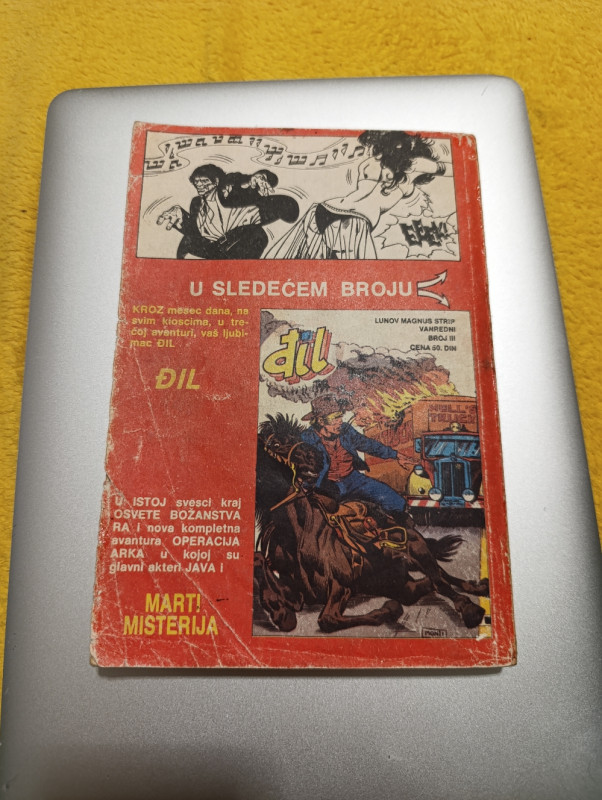 EEEK!
U SLEDEĆEM BROJU
KROZ mesec dana, na
svim kioscima, u tre-
ćoj avanturi, vaš ljubi-
mac ĐIL
ĐIL
U ISTOJ svesci kraj
OSVETE BOŽANSTVA
RA i nova kompletna
avantura OPERACIJA
ARKA u kojoj su
glavni akteri JAVA i
MARTI
MISTERIJA
LUNOV MAGNUS STRIP
VANREDNI
BROJ III
CENA 60. DIN
đil